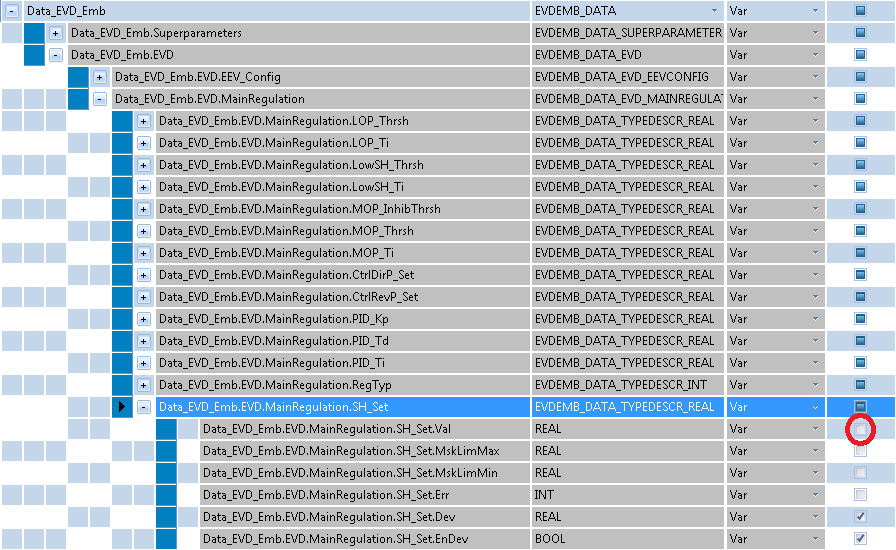 Data_EVD_Emb EVDEMB_DATA Var
Data_EVD_Emb.Superparameters EVDEMB_DATA_SUPERPARAMETER Var
Data_EVD_Emb.EVD EVDEMB_DATA_EVD Var
Data_EVD_Emb.EVD.EEV_Config EVDEMB_DATA_EVD_EEVCONFIG Var
Data_EVD_Emb.EVD.MainRegulation EVDEMB_DATA_EVD_MAINREGULAT Var
Data_EVD_Emb.EVD.MainRegulation.LOP_Thrsh EVDEMB_DATA_TYPEDESCR_REAL Var
Data_EVD_Emb.EVD.MainRegulation.LOP_Ti EVDEMB_DATA_TYPEDESCR_REAL Var
Data_EVD_Emb.EVD.MainRegulation.LowSH_Thrsh EVDEMB_DATA_TYPEDESCR_REAL Var
Data_EVD_Emb.EVD.MainRegulation.LowSH_Ti EVDEMB_DATA_TYPEDESCR_REAL Var
Data_EVD_Emb.EVD.MainRegulation.MOP_InhibThrsh EVDEMB_DATA_TYPEDESCR_REAL Var
Data_EVD_Emb.EVD.MainRegulation.MOP_Thrsh EVDEMB_DATA_TYPEDESCR_REAL Var
Data_EVD_Emb.EVD.MainRegulation.MOP_Ti EVDEMB_DATA_TYPEDESCR_REAL Var
Data_EVD_Emb.EVD.MainRegulation.CtrlDirP_Set EVDEMB_DATA_TYPEDESCR_REAL Var
Data_EVD_Emb.EVD.MainRegulation.CtrlRevP_Set EVDEMB_DATA_TYPEDESCR_REAL Var
Data_EVD_Emb.EVD.MainRegulation.PID_Kp EVDEMB_DATA_TYPEDESCR_REAL Var
Data_EVD_Emb.EVD.MainRegulation.PID_Td EVDEMB_DATA_TYPEDESCR_REAL Var
Data_EVD_Emb.EVD.MainRegulation.PID_Ti EVDEMB_DATA_TYPEDESCR_REAL Var
Data_EVD_Emb.EVD.MainRegulation.RegTyp EVDEMB_DATA_TYPEDESCR_INT Var
Data_EVD_Emb.EVD.MainRegulation.SH_Set EVDEMB_DATA_TYPEDESCR_REAL Var
Data_EVD_Emb.EVD.MainRegulation.SH_Set.Val REAL Var
Data_EVD_Emb.EVD.MainRegulation.SH_Set.MskLimMax REAL Var
Data_EVD_Emb.EVD.MainRegulation.SH_Set.MskLimMin REAL Var
Data_EVD_Emb.EVD.MainRegulation.SH_Set.Err INT Var
Data_EVD_Emb.EVD.MainRegulation.SH_Set.Dev REAL Var
Data_EVD_Emb.EVD.MainRegulation.SH_Set.EnDev BOOL Var